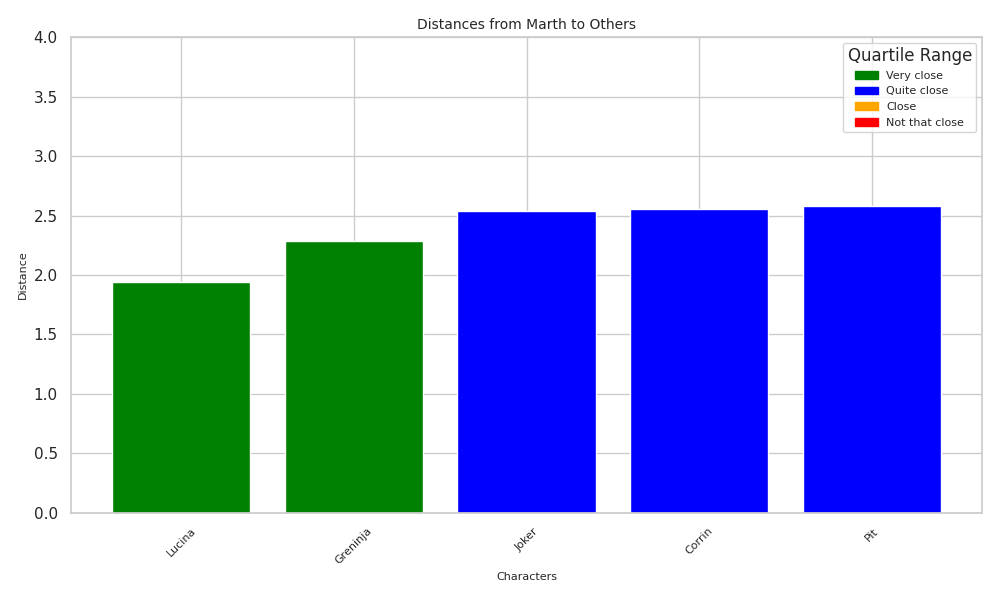 Distances from Marth to Others
4.0
3.5
3.0
2.5
2.0
1.5
1.0
0.5
0.0
Distance
Quartile Range
Very close
Quite close
Close
Not that close
Lucina
Greninja
Joker
Corrin
Pit
Characters